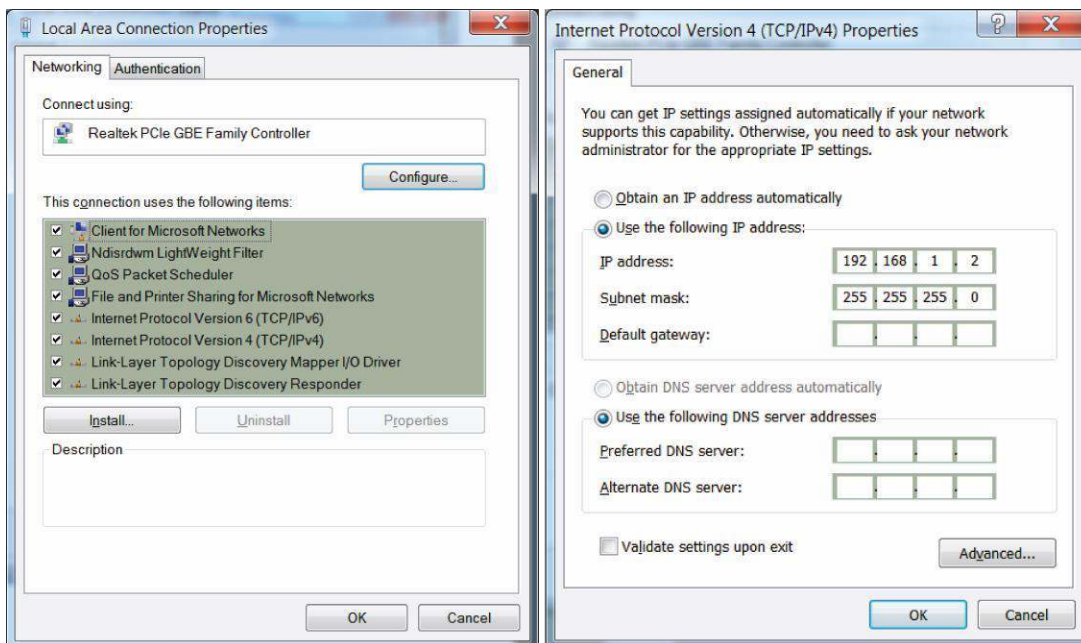 Local Area Connection Properties
Networking
Authentication
Connect using:
Realtek PCIe GBE Family Controller
Configure...
This connection uses the following items:
Client for Microsoft Networks
Ndisrdwm LightWeight Filter
QoS Packet Scheduler
File and Printer Sharing for Microsoft Networks
Internet Protocol Version 6 (TCP/IPv6)
Internet Protocol Version 4 (TCP/IPv4)
Link-Layer Topology Discovery Mapper I/O Driver
Link-Layer Topology Discovery Responder
Install...
Uninstall
Properties
Description
OK
Cancel
Internet Protocol Version 4 (TCP/IPv4) Properties
General
You can get IP settings assigned automatically if your network
supports this capability. Otherwise, you need to ask your network
administrator for the appropriate IP settings.
Obtain an IP address automatically
Use the following IP address:
IP address: 192 . 168 . 1 . 2
Subnet mask: 255 . 255 . 255 . 0
Default gateway: . . .
Obtain DNS server address automatically
Use the following DNS server addresses
Preferred DNS server: . . .
Alternate DNS server: . . .
Validate settings upon exit
Advanced...
OK
Cancel